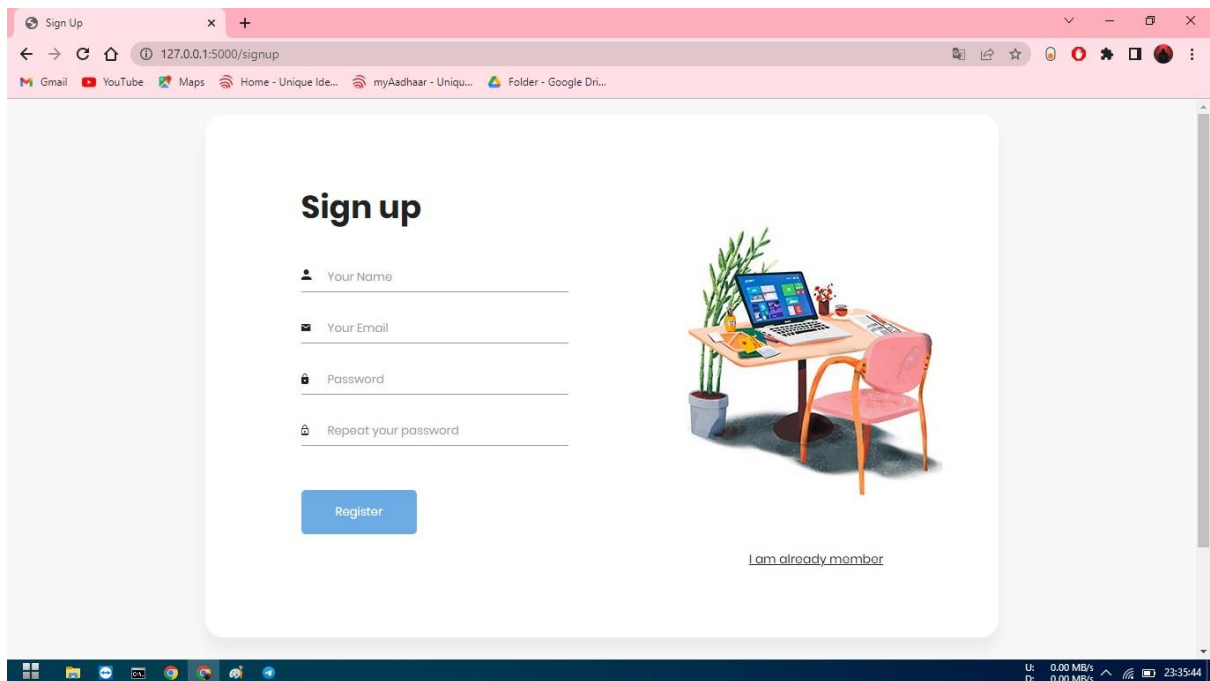 Sign Up
127.0.0.1:5000/signup
Gmail YouTube Maps Home - Unique Ide... myAadhaar - Uniqu... Folder - Google Dri...
Sign up
Your Name
Your Email
Password
Repeat your password
Register
I am already member
U: 0.00 MB/s
D: 0.00 MB/s
23:35:44